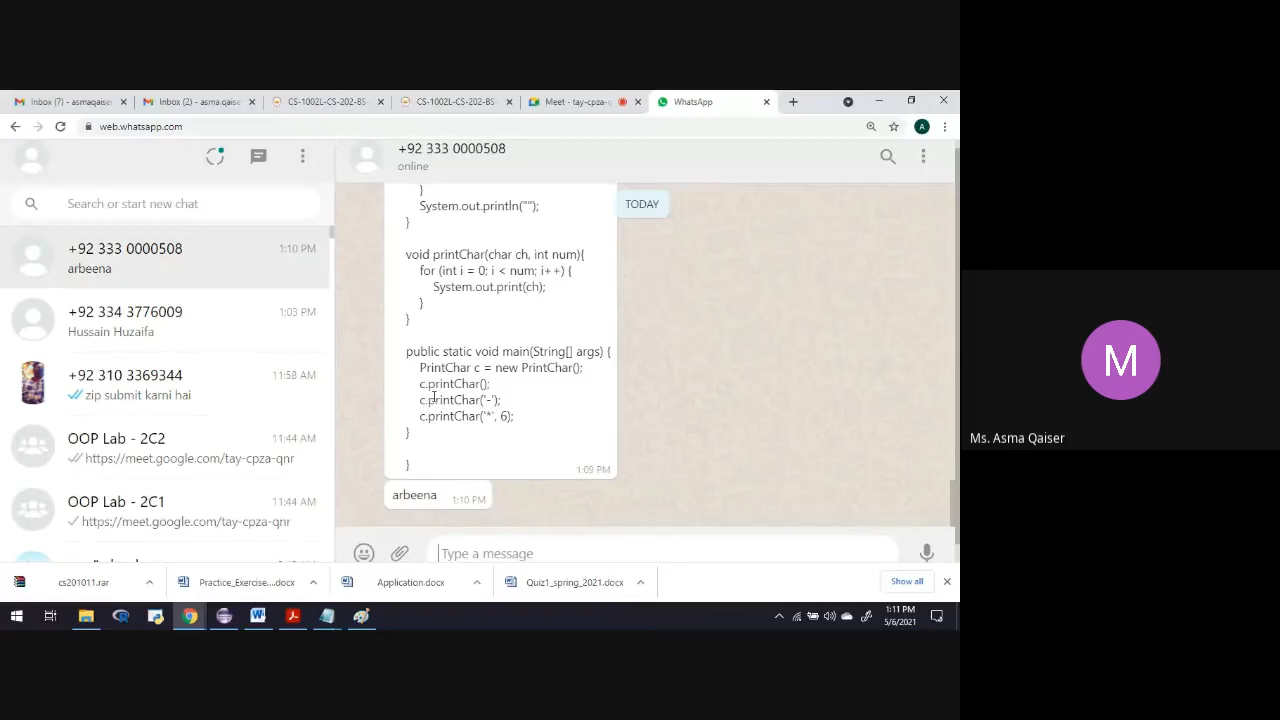 Inbox (7) - asmaqaise
Inbox (2) - asma.qaise
CS-1002L-CS-202-BS-
CS-1002L-CS-202-BS-
Meet - tay-cpza-q
WhatsApp
web.whatsapp.com
A
+92 333 0000508
online
Search or start new chat
+92 333 0000508
1:10 PM
arbeena
+92 334 3776009
1:03 PM
Hussain Huzaifa
+92 310 3369344
11:58 AM
zip submit karni hai
OOP Lab - 2C2
11:44 AM
https://meet.google.com/tay-cpza-qnr
OOP Lab - 2C1
11:44 AM
https://meet.google.com/tay-cpza-qnr
TODAY
}
System.out.println("");
}
void printChar(char ch, int num){
for (int i = 0; i < num; i++) {
System.out.print(ch);
}
}
public static void main(String[] args) {
PrintChar c = new PrintChar();
c.printChar();
c.printChar('-');
c.printChar('*', 6);
}
}
1:09 PM
arbeena
1:10 PM
Type a message
cs201011.rar
Practice_Exercise....docx
Application.docx
Quiz1_spring_2021.docx
Show all
1:11 PM
5/6/2021
M
Ms. Asma Qaiser